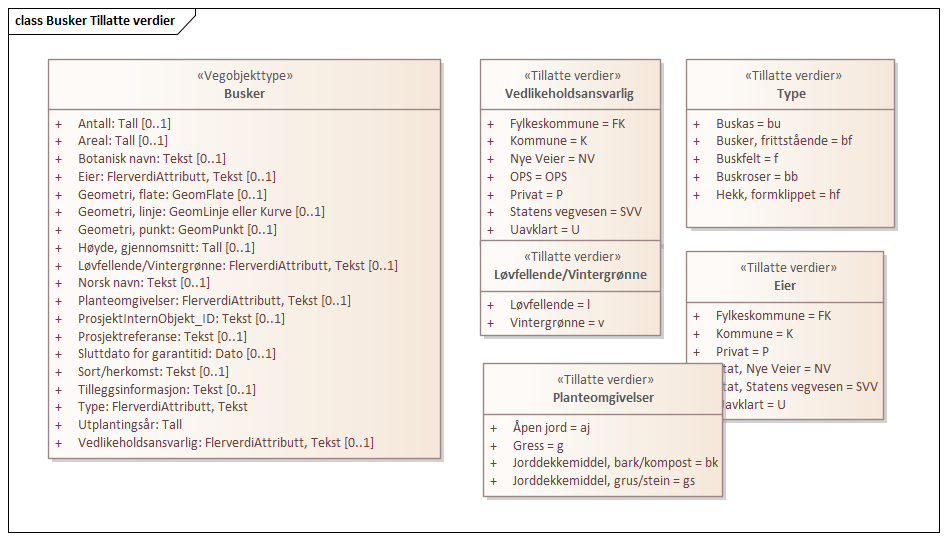 class Busker Tillatte verdier
«Vegobjekttype»
Busker
+ Antall: Tall [0..1]
+ Areal: Tall [0..1]
+ Botanisk navn: Tekst [0..1]
+ Eier: FlerverdiAttributt, Tekst [0..1]
+ Geometri, flate: GeomFlate [0..1]
+ Geometri, linje: GeomLinje eller Kurve [0..1]
+ Geometri, punkt: GeomPunkt [0..1]
+ Høyde, gjennomsnitt: Tall [0..1]
+ Løvfellende/Vintergrønne: FlerverdiAttributt, Tekst [0..1]
+ Norsk navn: Tekst [0..1]
+ Planteomgivelser: FlerverdiAttributt, Tekst [0..1]
+ ProsjektInternObjekt_ID: Tekst [0..1]
+ Prosjektreferanse: Tekst [0..1]
+ Sluttdato for garantitid: Dato [0..1]
+ Sort/herkomst: Tekst [0..1]
+ Tilleggsinformasjon: Tekst [0..1]
+ Type: FlerverdiAttributt, Tekst
+ Utplantingsår: Tall
+ Vedlikeholdsansvarlig: FlerverdiAttributt, Tekst [0..1]
«Tillatte verdier»
Vedlikeholdsansvarlig
+ Fylkeskommune = FK
+ Kommune = K
+ Nye Veier = NV
+ OPS = OPS
+ Privat = P
+ Statens vegvesen = SVV
+ Uavklart = U
«Tillatte verdier»
Løvfellende/Vintergrønne
+ Løvfellende = l
+ Vintergrønne = v
«Tillatte verdier»
Planteomgivelser
+ Åpen jord = aj
+ Gress = g
+ Jorddekkemiddel, bark/kompost = bk
+ Jorddekkemiddel, grus/stein = gs
«Tillatte verdier»
Type
+ Buskas = bu
+ Busker, frittstående = bf
+ Buskfelt = f
+ Buskroser = bb
+ Hekk, formklippet = hf
«Tillatte verdier»
Eier
+ Fylkeskommune = FK
+ Kommune = K
+ Privat = P
tat, Nye Veier = NV
tat, Statens vegvesen = SVV
avklart = U